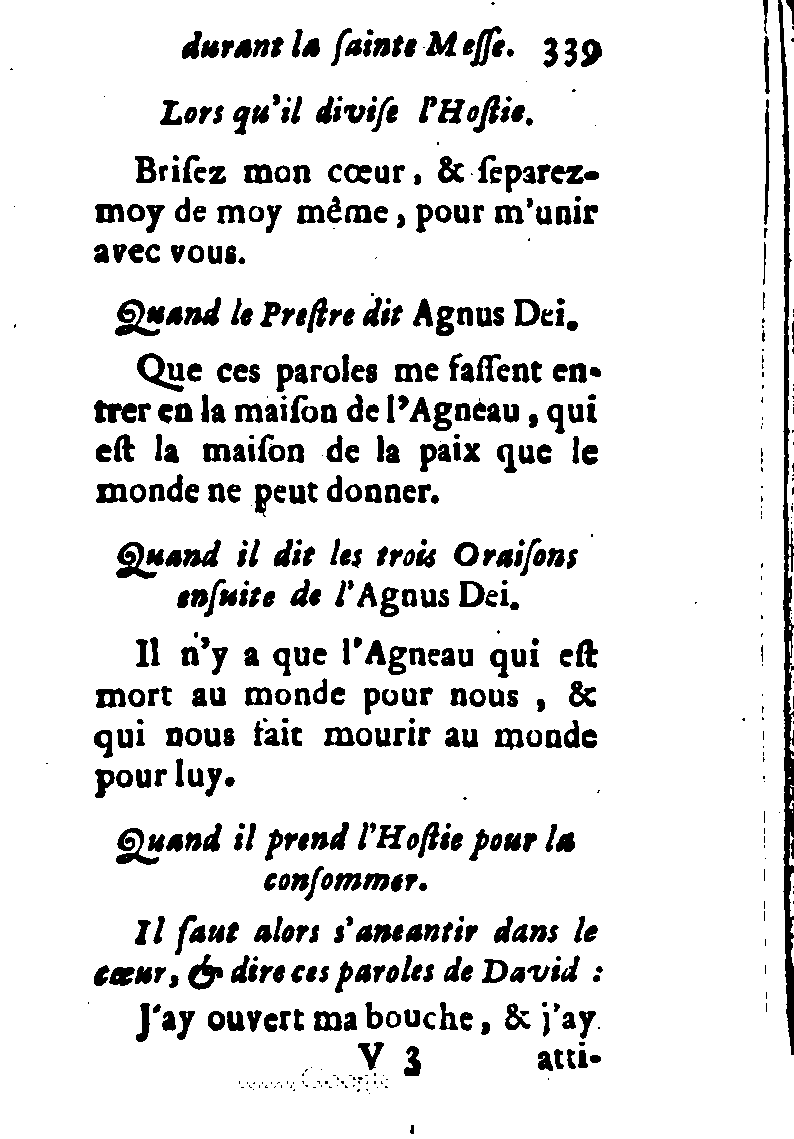 durant la ſainte Meſſe. 339
Lors qu'il diviſe l'Hoſtie.
Briſez mon cœur, & ſeparez-
moy de moy même, pour m'unir
avec vous.
Quand le Preſtre dit Agnus Dei.
Que ces paroles me faſſent en-
trer en la maiſon de l'Agneau, qui
eſt la maiſon de la paix que le
monde ne peut donner.
Quand il dit les trois Oraiſons
enſuite de l'Agnus Dei.
Il n'y a que l'Agneau qui eſt
mort au monde pour nous, &
qui nous fait mourir au monde
pour luy.
Quand il prend l'Hoſtie pour la
conſommer.
Il faut alors s'aneantir dans le
cœur, & dire ces paroles de David :
J'ay ouvert ma bouche, & j'ay
V 3 atti-
Google